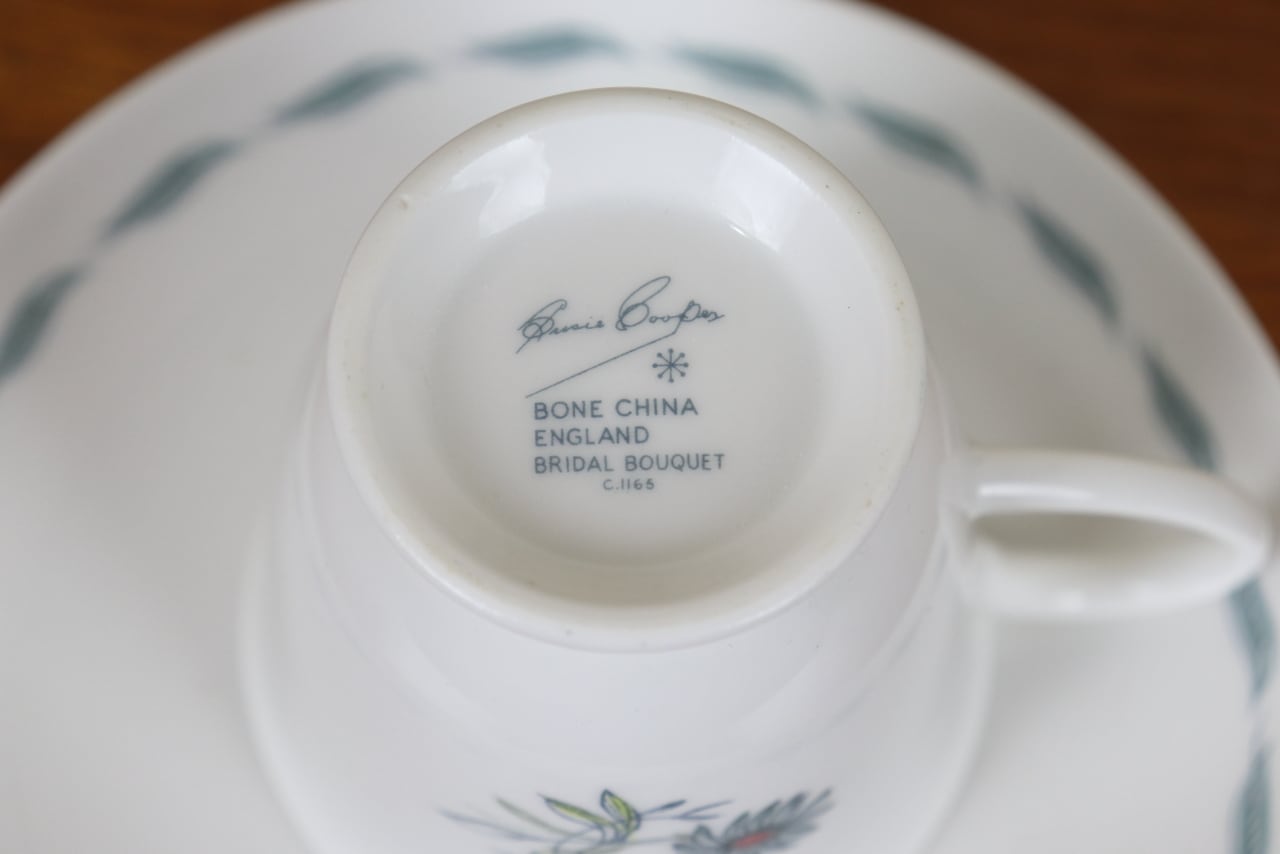 Susie Cooper
BONE CHINA
ENGLAND
BRIDAL BOUQUET
C.1165